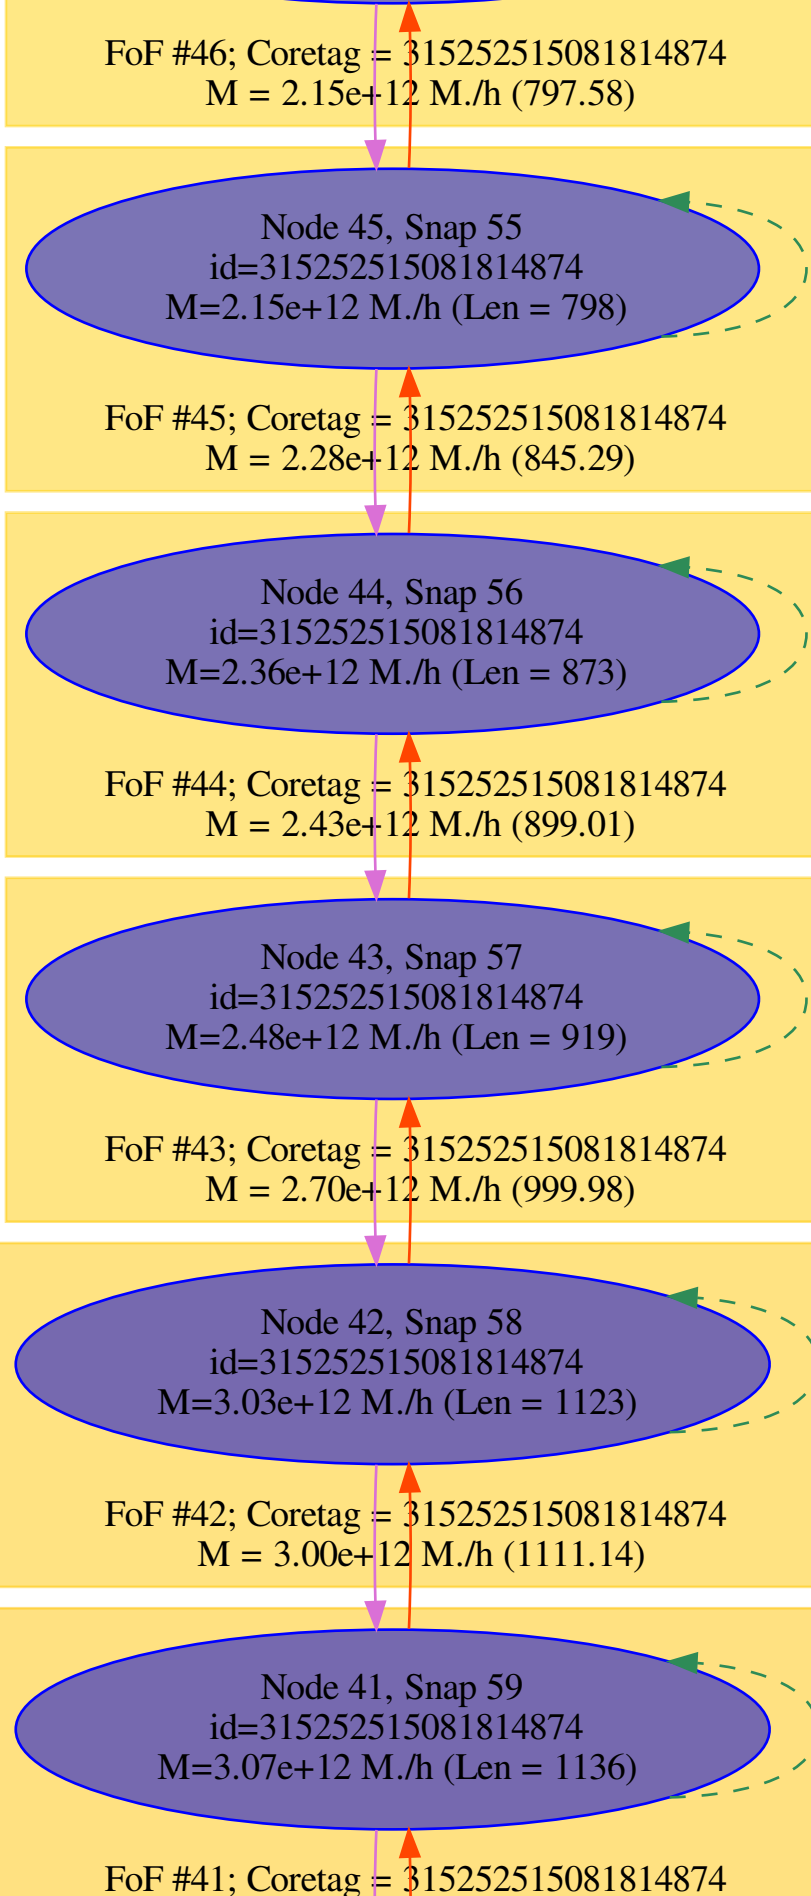 FoF #46; Coretag = 315252515081814874
M = 2.15e+12 M./h (797.58)
Node 45, Snap 55
id=315252515081814874
M=2.15e+12 M./h (Len = 798)
FoF #45; Coretag = 315252515081814874
M = 2.28e+12 M./h (845.29)
Node 44, Snap 56
id=315252515081814874
M=2.36e+12 M./h (Len = 873)
FoF #44; Coretag = 315252515081814874
M = 2.43e+12 M./h (899.01)
Node 43, Snap 57
id=315252515081814874
M=2.48e+12 M./h (Len = 919)
FoF #43; Coretag = 315252515081814874
M = 2.70e+12 M./h (999.98)
Node 42, Snap 58
id=315252515081814874
M=3.03e+12 M./h (Len = 1123)
FoF #42; Coretag = 315252515081814874
M = 3.00e+12 M./h (1111.14)
Node 41, Snap 59
id=315252515081814874
M=3.07e+12 M./h (Len = 1136)
FoF #41; Coretag = 315252515081814874